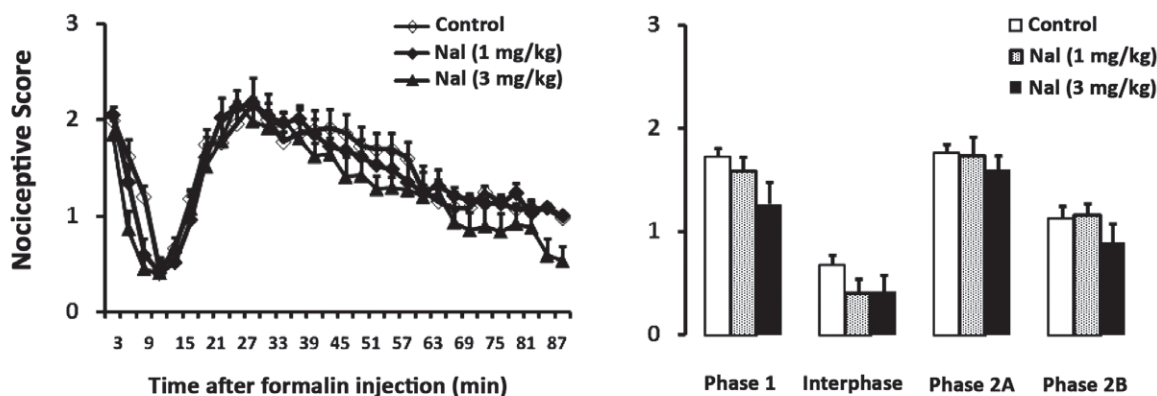 3
2
1
0
Nociceptive Score
Control
Nal (1 mg/kg)
Nal (3 mg/kg)
3 9 15 21 27 33 39 45 51 57 63 69 75 81 87
Time after formalin injection (min)
3
2
1
0
Control
Nal (1 mg/kg)
Nal (3 mg/kg)
Phase 1 Interphase Phase 2A Phase 2B